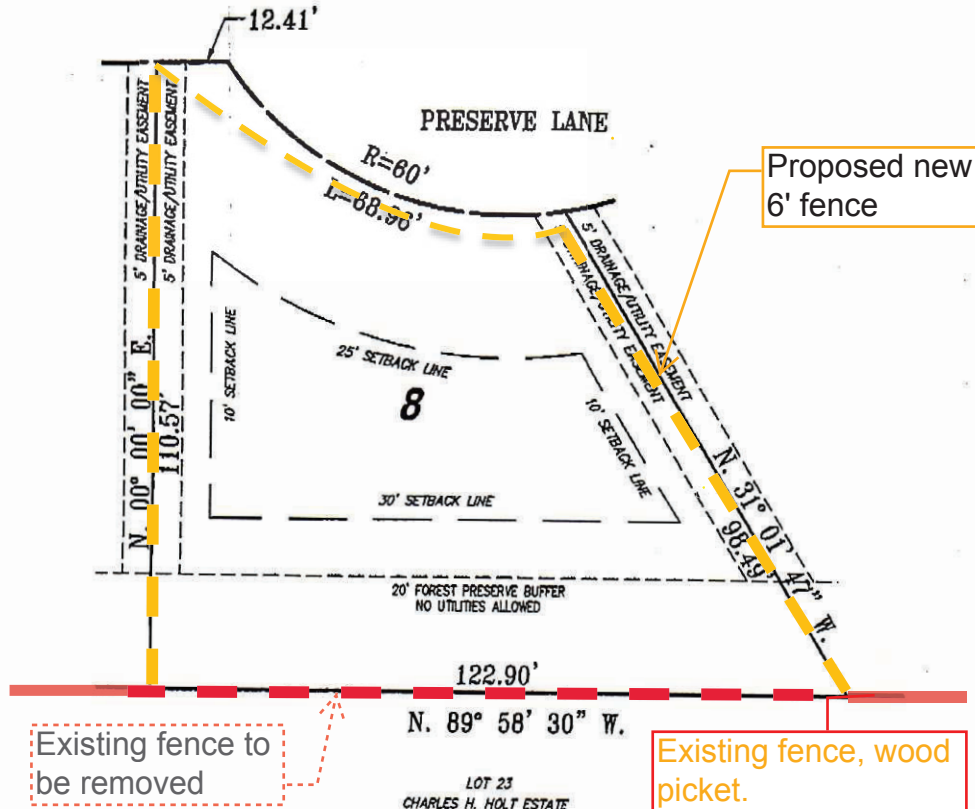 12.41'
PRESERVE LANE
R=60'
L=68.96'
Proposed new
6' fence
5' DRAINAGE/UTILITY EASEMENT
5' DRAINAGE/UTILITY EASEMENT
5' DRAINAGE/UTILITY EASEMENT
DRAINAGE/UTILITY EASEMENT
N. 00° 00' 00" E.
110.57'
10' SETBACK LINE
25' SETBACK LINE
8
10' SETBACK LINE
30' SETBACK LINE
N. 31° 01' 47" W.
98.49'
20' FOREST PRESERVE BUFFER
NO UTILITIES ALLOWED
122.90'
N. 89° 58' 30" W.
Existing fence to
be removed
Existing fence, wood
picket.
LOT 23
CHARLES H. HOLT ESTATE